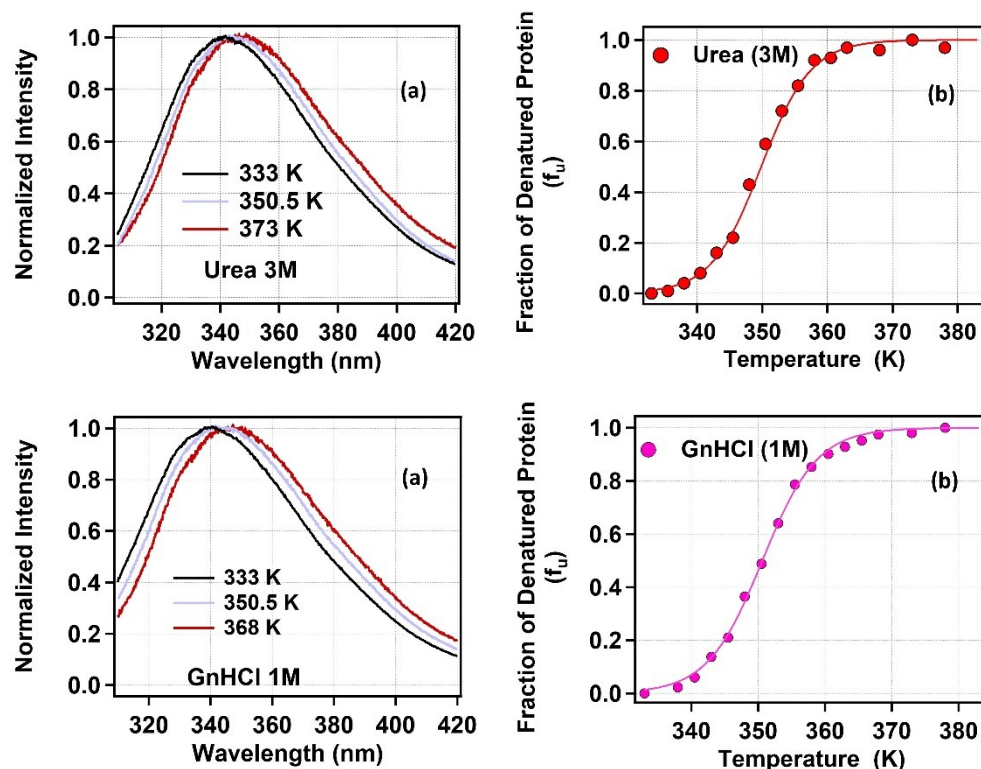 Normalized Intensity
1.0
0.8
0.6
0.4
0.2
0.0
(a)
333 K
350.5 K
373 K
Urea 3M
320 340 360 380 400 420
Wavelength (nm)
Fraction of Denatured Protein
(fu)
1.0
0.8
0.6
0.4
0.2
0.0
Urea (3M)
(b)
340 350 360 370 380
Temperature (K)
Normalized Intensity
1.0
0.8
0.6
0.4
0.2
0.0
(a)
333 K
350.5 K
368 K
GnHCl 1M
320 340 360 380 400 420
Wavelength (nm)
Fraction of Denatured Protein
(fu)
1.0
0.8
0.6
0.4
0.2
0.0
GnHCl (1M)
(b)
340 350 360 370 380
Temperature (K)